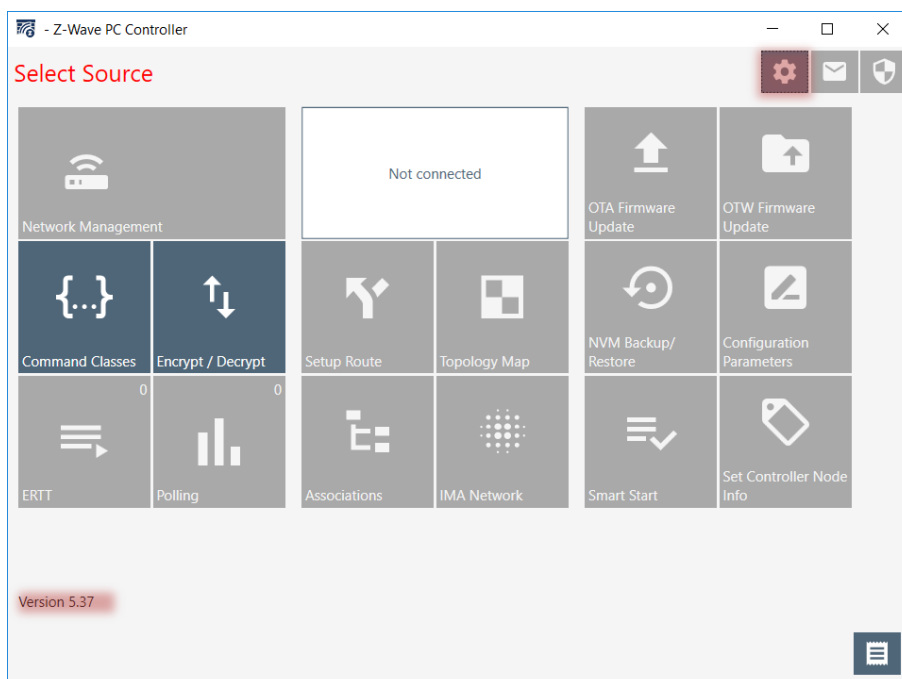 - Z-Wave PC Controller
Select Source
Network Management
Not connected
OTA Firmware
Update
OTW Firmware
Update
{...}
Command Classes
Encrypt / Decrypt
Setup Route
Topology Map
NVM Backup/
Restore
Configuration
Parameters
0
ERTT
0
Polling
Associations
IMA Network
Smart Start
Set Controller Node
Info
Version 5.37